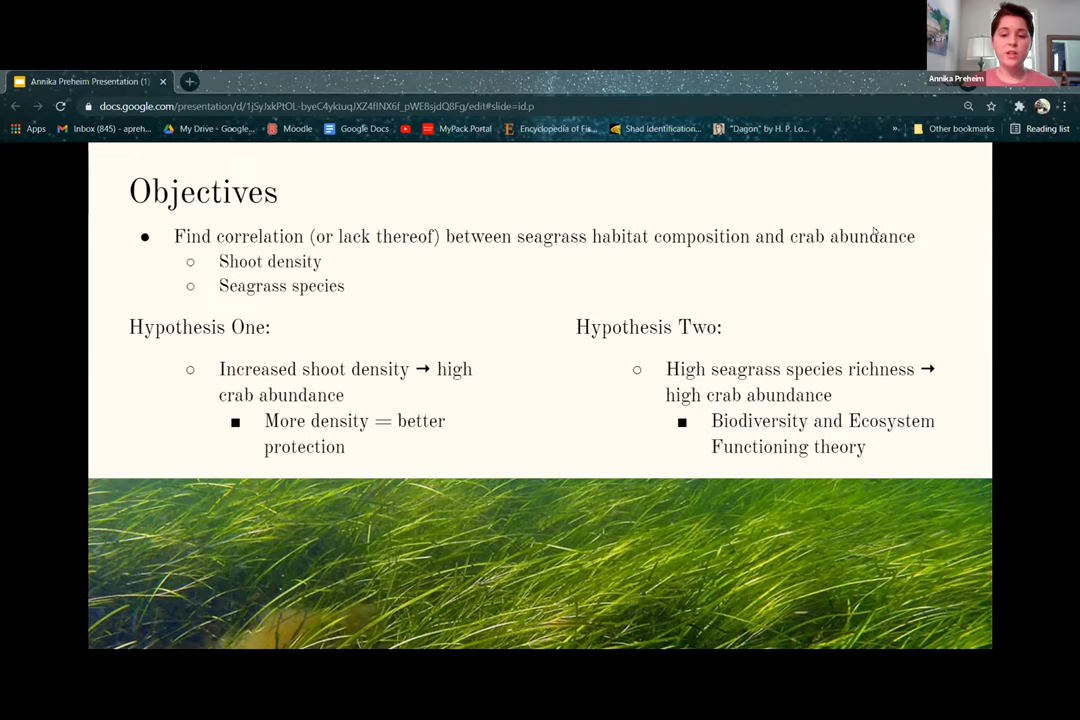 Annika Preheim
Annika Preheim Presentation (1)
docs.google.com/presentation/d/1jSyJxkPtOL-byeC4yktuqJXZ4flNX6f_pWE8sjdQ8Fg/edit#slide=id.p
Apps Inbox (845) - apreh... My Drive - Google... Moodle Google Docs MyPack Portal Encyclopedia of Fis... Shad Identification... "Dagon" by H. P. Lo... » Other bookmarks Reading list
Objectives
● Find correlation (or lack thereof) between seagrass habitat composition and crab abundance
○ Shoot density
○ Seagrass species
Hypothesis One:
○ Increased shoot density → high
crab abundance
■ More density = better
protection
Hypothesis Two:
○ High seagrass species richness →
high crab abundance
■ Biodiversity and Ecosystem
Functioning theory